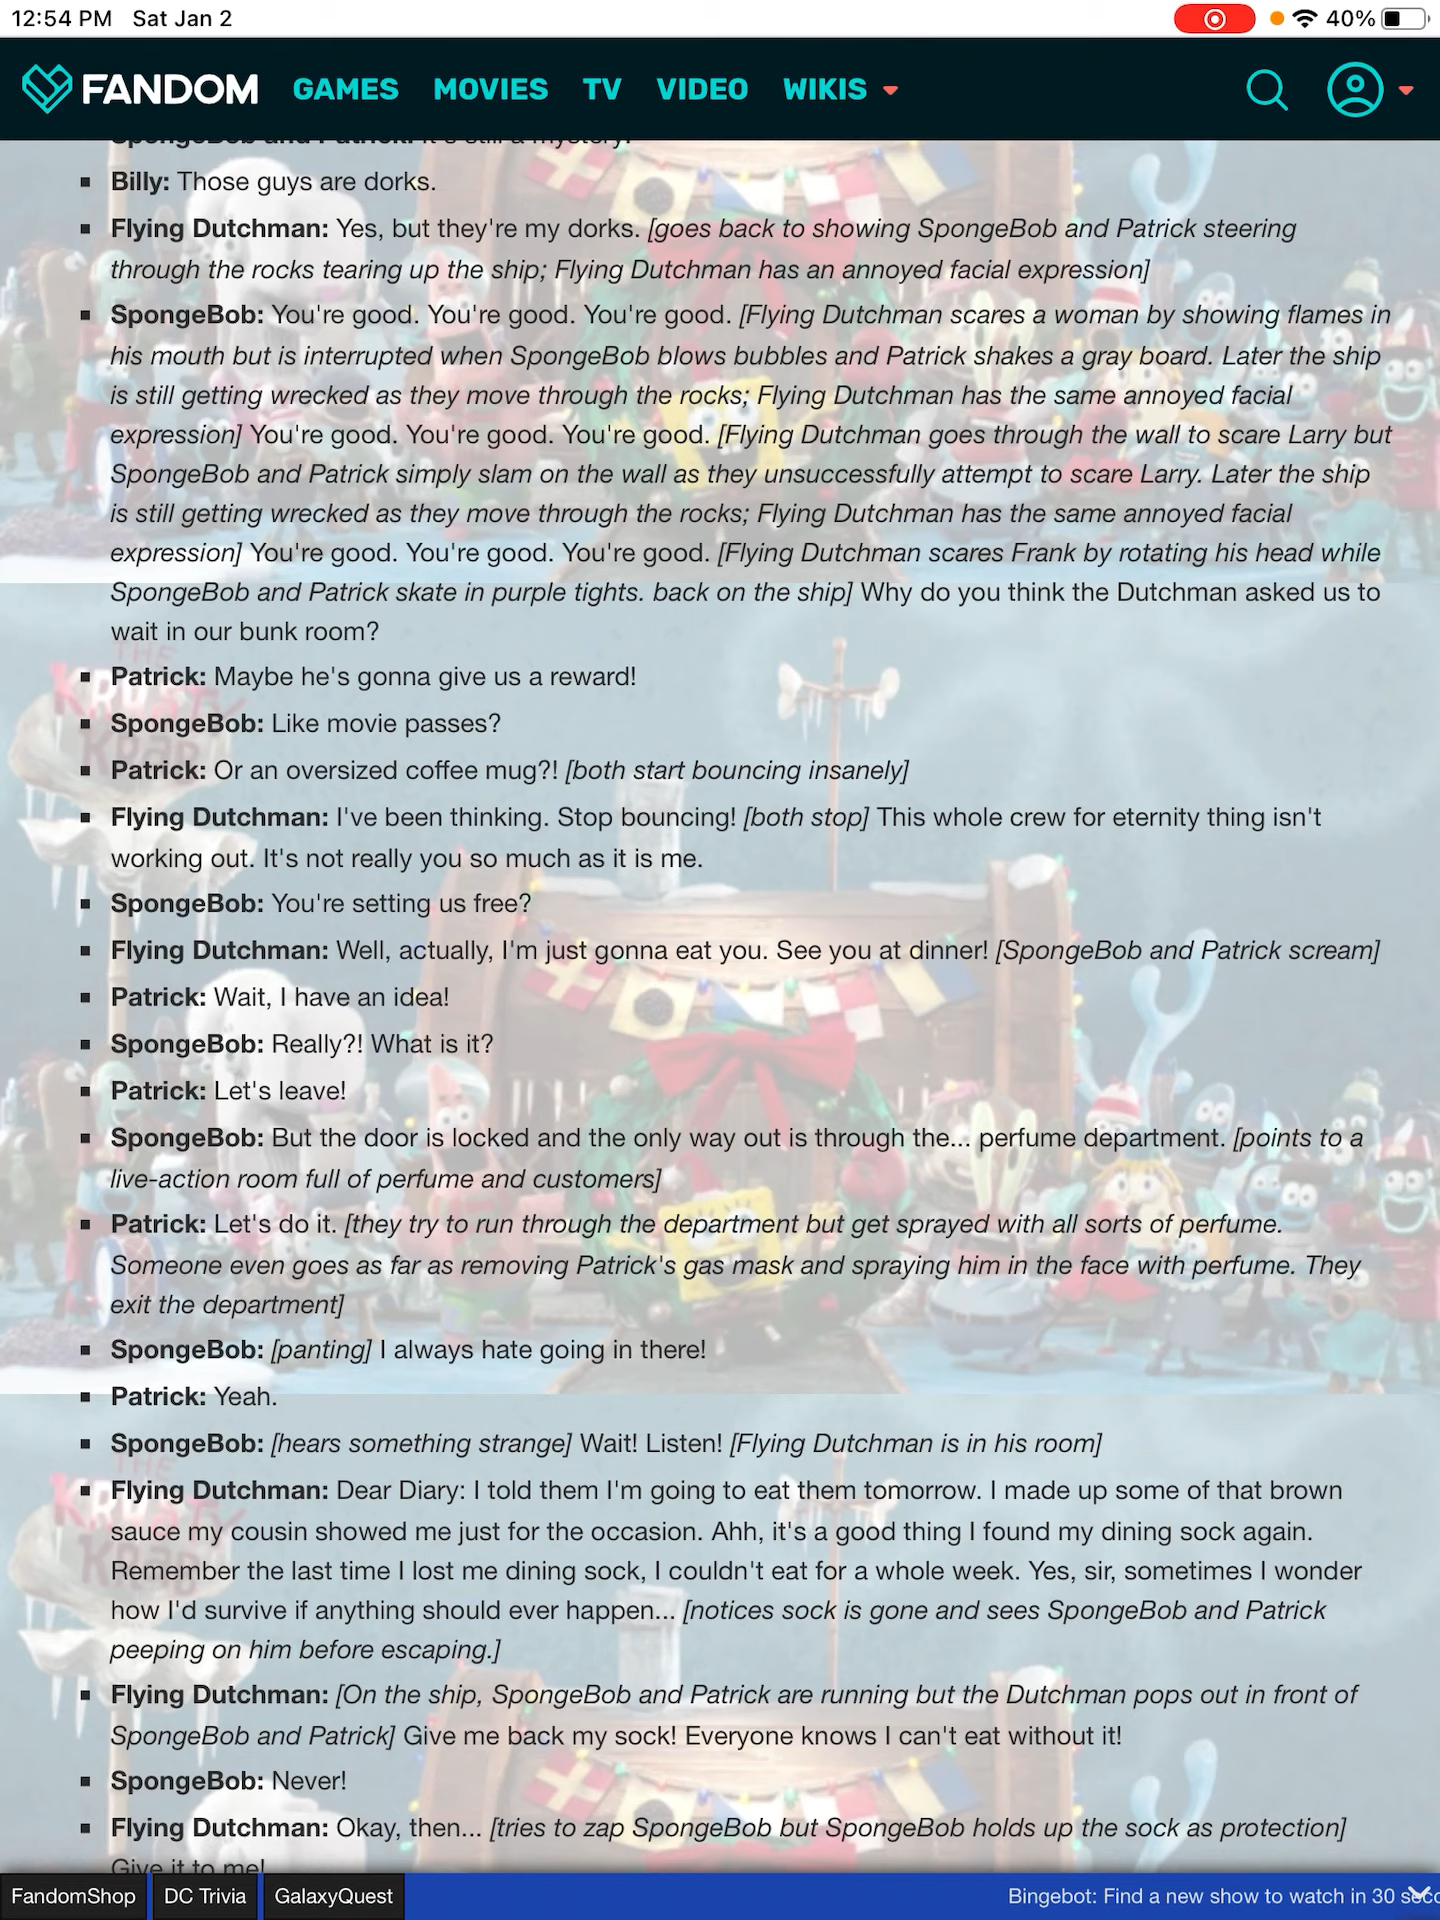 12:54 PM Sat Jan 2
40%
FANDOM GAMES MOVIES TV VIDEO WIKIS
SpongeBob and Patrick: It's still a mystery!
Billy: Those guys are dorks.
Flying Dutchman: Yes, but they're my dorks. [goes back to showing SpongeBob and Patrick steering
through the rocks tearing up the ship; Flying Dutchman has an annoyed facial expression]
SpongeBob: You're good. You're good. You're good. [Flying Dutchman scares a woman by showing flames in
his mouth but is interrupted when SpongeBob blows bubbles and Patrick shakes a gray board. Later the ship
is still getting wrecked as they move through the rocks; Flying Dutchman has the same annoyed facial
expression] You're good. You're good. You're good. [Flying Dutchman goes through the wall to scare Larry but
SpongeBob and Patrick simply slam on the wall as they unsuccessfully attempt to scare Larry. Later the ship
is still getting wrecked as they move through the rocks; Flying Dutchman has the same annoyed facial
expression] You're good. You're good. You're good. [Flying Dutchman scares Frank by rotating his head while
SpongeBob and Patrick skate in purple tights. back on the ship] Why do you think the Dutchman asked us to
wait in our bunk room?
Patrick: Maybe he's gonna give us a reward!
SpongeBob: Like movie passes?
Patrick: Or an oversized coffee mug?! [both start bouncing insanely]
Flying Dutchman: I've been thinking. Stop bouncing! [both stop] This whole crew for eternity thing isn't
working out. It's not really you so much as it is me.
SpongeBob: You're setting us free?
Flying Dutchman: Well, actually, I'm just gonna eat you. See you at dinner! [SpongeBob and Patrick scream]
Patrick: Wait, I have an idea!
SpongeBob: Really?! What is it?
Patrick: Let's leave!
SpongeBob: But the door is locked and the only way out is through the... perfume department. [points to a
live-action room full of perfume and customers]
Patrick: Let's do it. [they try to run through the department but get sprayed with all sorts of perfume.
Someone even goes as far as removing Patrick's gas mask and spraying him in the face with perfume. They
exit the department]
SpongeBob: [panting] I always hate going in there!
Patrick: Yeah.
SpongeBob: [hears something strange] Wait! Listen! [Flying Dutchman is in his room]
Flying Dutchman: Dear Diary: I told them I'm going to eat them tomorrow. I made up some of that brown
sauce my cousin showed me just for the occasion. Ahh, it's a good thing I found my dining sock again.
Remember the last time I lost me dining sock, I couldn't eat for a whole week. Yes, sir, sometimes I wonder
how I'd survive if anything should ever happen... [notices sock is gone and sees SpongeBob and Patrick
peeping on him before escaping.]
Flying Dutchman: [On the ship, SpongeBob and Patrick are running but the Dutchman pops out in front of
SpongeBob and Patrick] Give me back my sock! Everyone knows I can't eat without it!
SpongeBob: Never!
Flying Dutchman: Okay, then... [tries to zap SpongeBob but SpongeBob holds up the sock as protection]
Give it to me!
FandomShop DC Trivia GalaxyQuest Bingebot: Find a new show to watch in 30 seco
THE
KRUSTY
KRAB
THE
KRUSTY
KRAB